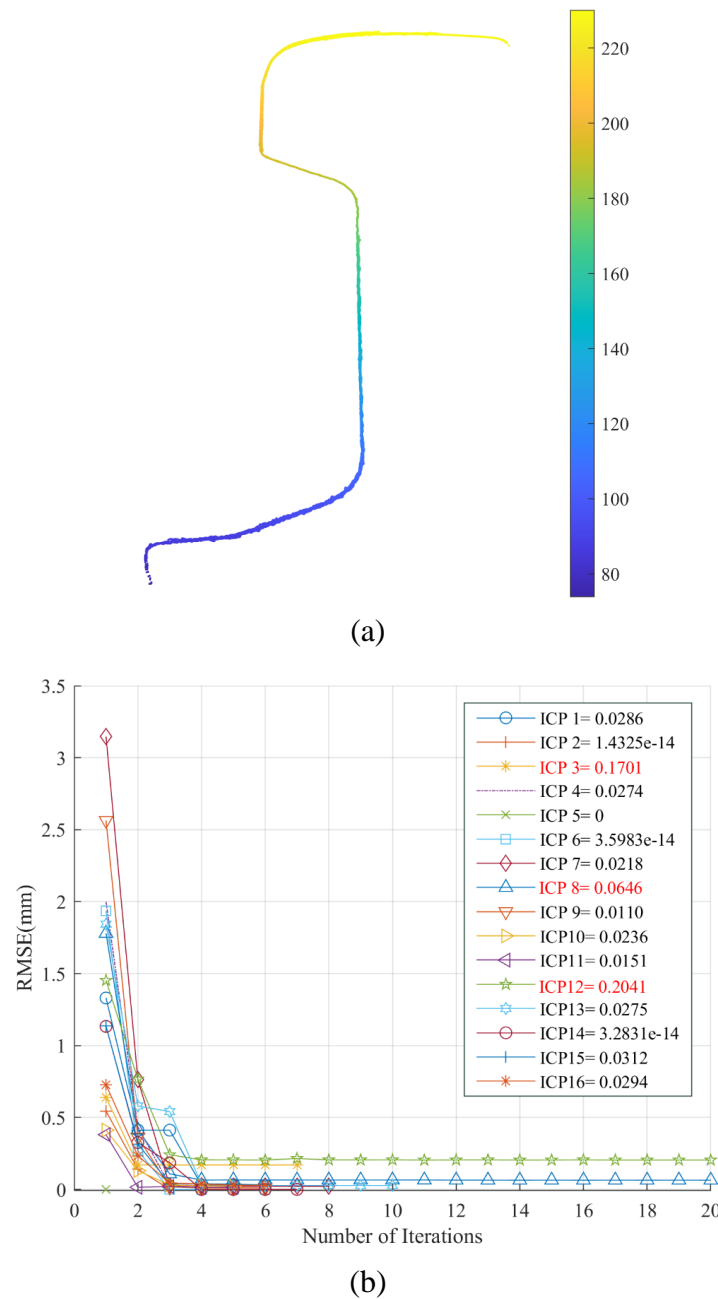 220
200
180
160
140
120
100
80
(a)
3.5
3
2.5
2
1.5
1
0.5
0
RMSE(mm)
ICP 1= 0.0286
ICP 2= 1.4325e-14
ICP 3= 0.1701
ICP 4= 0.0274
ICP 5= 0
ICP 6= 3.5983e-14
ICP 7= 0.0218
ICP 8= 0.0646
ICP 9= 0.0110
ICP10= 0.0236
ICP11= 0.0151
ICP12= 0.2041
ICP13= 0.0275
ICP14= 3.2831e-14
ICP15= 0.0312
ICP16= 0.0294
0 2 4 6 8 10 12 14 16 18 20
Number of Iterations
(b)